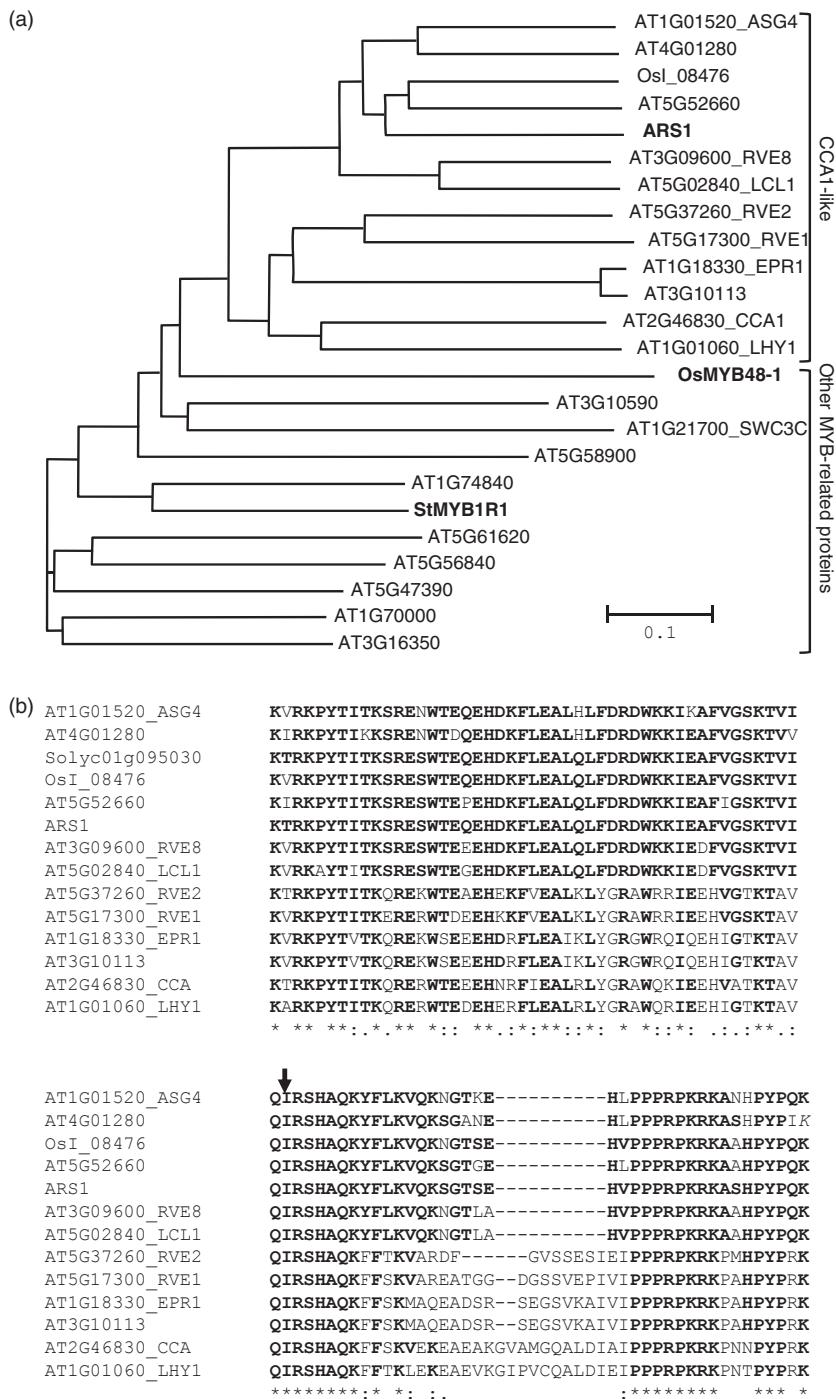 (a)
AT1G01520_ASG4
AT4G01280
OsI_08476
AT5G52660
ARS1
AT3G09600_RVE8
AT5G02840_LCL1
AT5G37260_RVE2
AT5G17300_RVE1
AT1G18330_EPR1
AT3G10113
AT2G46830_CCA1
AT1G01060_LHY1
CCA1-like
OsMYB48-1
AT3G10590
AT1G21700_SWC3C
AT5G58900
AT1G74840
StMYB1R1
AT5G61620
AT5G56840
AT5G47390
AT1G70000
AT3G16350
Other MYB-related proteins
0.1
(b)
AT1G01520_ASG4 KVRKPYTITKSRENWTEQEHDKFLEALHLFDRDWKKIKAFVGSKTVI
AT4G01280 KIRKPYTIKKSRENWTDQEHDKFLEALHLFDRDWKKIEAFVGSKTVV
Solyc01g095030 KTRKPYTITKSRESWTEQEHDKFLEALQLFDRDWKKIEAFVGSKTVI
OsI_08476 KVRKPYTITKSRESWTEQEHDKFLEALQLFDRDWKKIEAFVGSKTVI
AT5G52660 KIRKPYTITKSRESWTEPEHDKFLEALQLFDRDWKKIEAFIGSKTVI
ARS1 KTRKPYTITKSRESWTEQEHDKFLEALQLFDRDWKKIEAFVGSKTVI
AT3G09600_RVE8 KVRKPYTITKSRESWTEEEHDKFLEALQLFDRDWKKIEDFVGSKTVI
AT5G02840_LCL1 KVRKAYTITKSRESWTEGEHDKFLEALQLFDRDWKKIEDFVGSKTVI
AT5G37260_RVE2 KTRKPYTITKQREKWTEAEHEKFVEALKLYGRAWRRIEEHVGTKTAV
AT5G17300_RVE1 KVRKPYTITKERERWTDEEHKKFVEALKLYGRAWRRIEEHVGSKTAV
AT1G18330_EPR1 KVRKPYTVTKQREKWSEEEHDRFLEAIKLYGRGWRQIQEHIGTKTAV
AT3G10113 KVRKPYTVTKQREKWSEEEHDRFLEAIKLYGRGWRQIQEHIGTKTAV
AT2G46830_CCA KTRKPYTITKQRERWTEEEHNRFIEALRLYGRAWQKIEEHVATKTAV
AT1G01060_LHY1 KARKPYTITKQRERWTEDEHERFLEALRLYGRAWQRIEEHIGTKTAV
* ** **:.*.** *:: **.:*:**::*:* * *::*: .:.:**.:
AT1G01520_ASG4 QIRSHAQKYFLKVQKNGTKE----------HLPPPRPKRKANHPYPQK
AT4G01280 QIRSHAQKYFLKVQKSGANE----------HLPPPRPKRKASHPYPIK
OsI_08476 QIRSHAQKYFLKVQKNGTSE----------HVPPPRPKRKAAHPYPQK
AT5G52660 QIRSHAQKYFLKVQKSGTGE----------HLPPPRPKRKAAHPYPQK
ARS1 QIRSHAQKYFLKVQKSGTSE----------HVPPPRPKRKASHPYPQK
AT3G09600_RVE8 QIRSHAQKYFLKVQKNGTLA----------HVPPPRPKRKAAHPYPQK
AT5G02840_LCL1 QIRSHAQKYFLKVQKNGTLA----------HVPPPRPKRKAAHPYPQK
AT5G37260_RVE2 QIRSHAQKFFTKVARDF------GVSSESIEIPPPRPKRKPMHPYPRK
AT5G17300_RVE1 QIRSHAQKFFSKVAREATGG--DGSSVEPIVIPPPRPKRKPAHPYPRK
AT1G18330_EPR1 QIRSHAQKFFSKMAQEADSR--SEGSVKAIVIPPPRPKRKPAHPYPRK
AT3G10113 QIRSHAQKFFSKMAQEADSR--SEGSVKAIVIPPPRPKRKPAHPYPRK
AT2G46830_CCA QIRSHAQKFFSKVEKEAEAKGVAMGQALDIAIPPPRPKRKPNNPYPRK
AT1G01060_LHY1 QIRSHAQKFFTKLEKEAEVKGIPVCQALDIEIPPPRPKRKPNTPYPRK
********:* *: :. :******** *** *